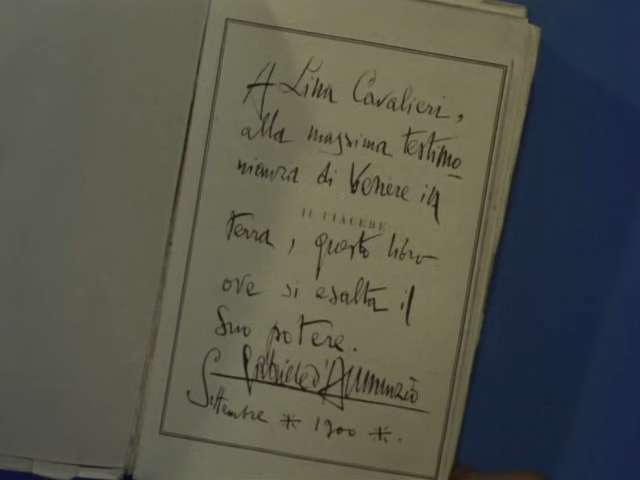 A Lina Cavalieri,
alla massima testimo
nianza di Venere in
IL PIACERE
terra, questo libro
ove si esalta il
suo potere.
Gabriele d'Annunzio
Settembre * 1900 *.